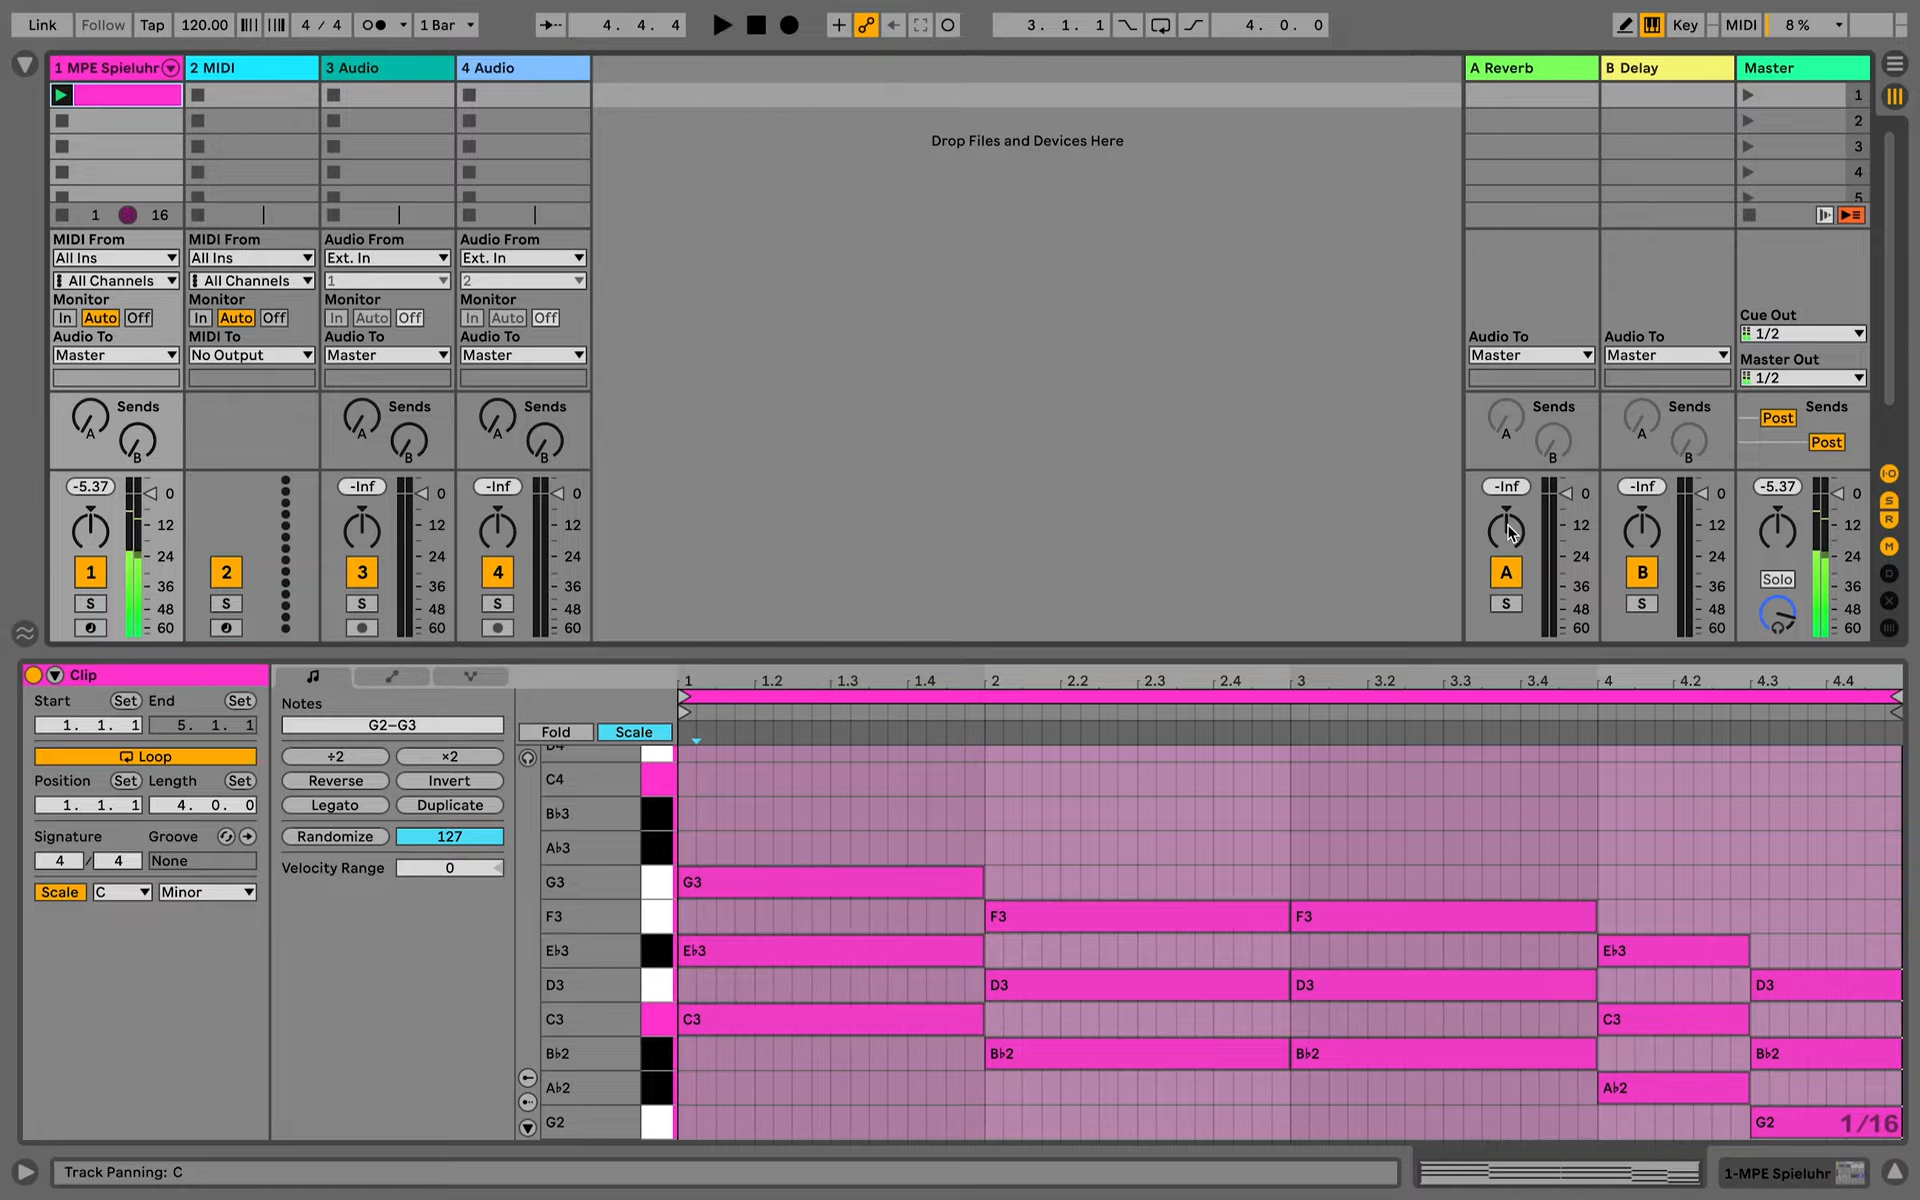 Link Follow Tap 120.00 4 / 4 1 Bar 4. 4. 4 3. 1. 1 4. 0. 0 Key MIDI 8 %
1 MPE Spieluhr 2 MIDI 3 Audio 4 Audio A Reverb B Delay Master
1
2
Drop Files and Devices Here
3
4
5
1 16
MIDI From MIDI From Audio From Audio From
All Ins All Ins Ext. In Ext. In
All Channels All Channels 1 2
Monitor Monitor Monitor Monitor
In Auto Off In Auto Off In Auto Off In Auto Off
Cue Out
1/2
Audio To MIDI To Audio To Audio To Audio To Audio To
Master No Output Master Master Master Master
Master Out
1/2
Sends Sends Sends Sends Sends Sends
A A A A A Post
B B B B B Post
-5.37 0 -Inf 0 -Inf 0 -Inf 0 -Inf 0 -5.37 0
12 12 12 12 12 12
24 24 24 24 24 24
1 2 3 4 A B Solo
36 36 36 36 36 36
S S S S S S
48 48 48 48 48 48
60 60 60 60 60 60
I·O
S
R
M
D
X
Clip
1 1.2 1.3 1.4 2 2.2 2.3 2.4 3 3.2 3.3 3.4 4 4.2 4.3 4.4
Start Set End Set
1. 1. 1 5. 1. 1
Loop
Position Set Length Set
1. 1. 1 4. 0. 0
Signature Groove
4 / 4 None
Scale C Minor
Notes
G2–G3
÷2 ×2
Reverse Invert
Legato Duplicate
Randomize 127
Velocity Range 0
Fold Scale
D4
C4
B♭3
A♭3
G3 G3
F3 F3 F3
E♭3 E♭3 E♭3
D3 D3 D3 D3
C3 C3 C3
B♭2 B♭2 B♭2 B♭2
A♭2 A♭2
G2 G2 1/16
Track Panning: C 1-MPE Spieluhr